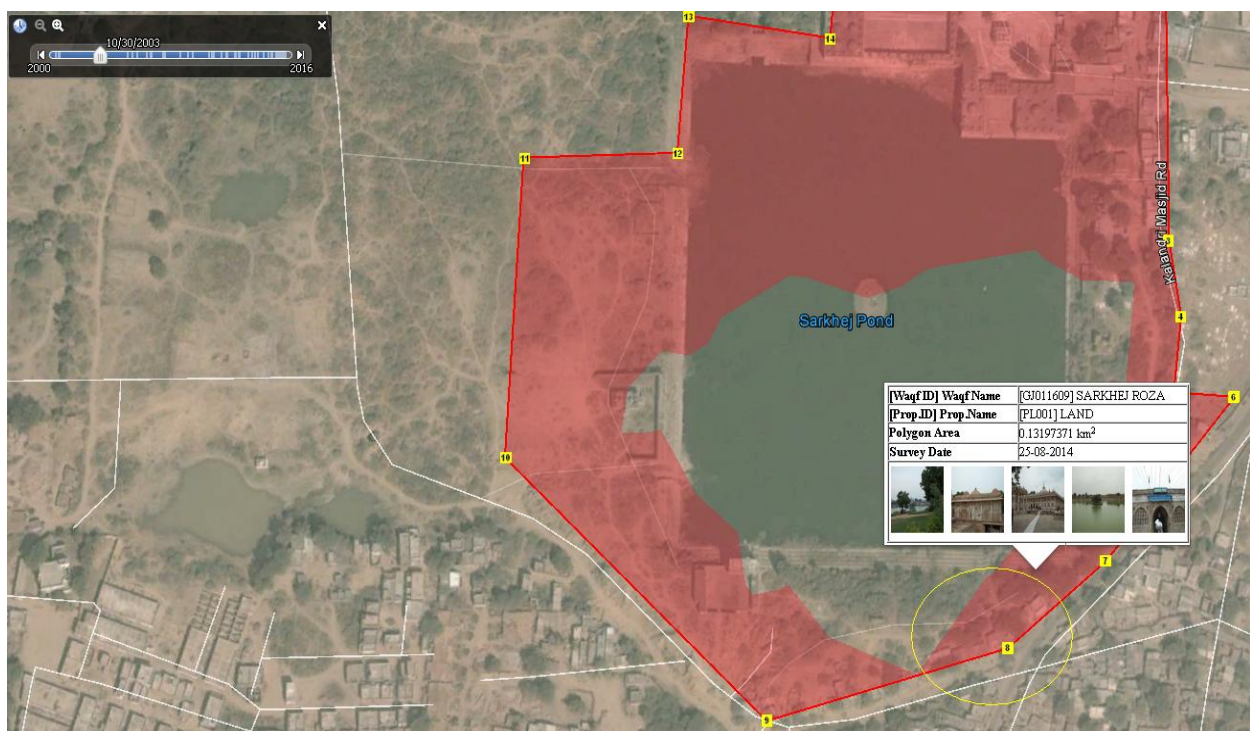 10/30/2003
2000
2016
13
14
11
12
Kalandri Masjid Rd
3
4
Sarkhej Pond
[Waqf ID] Waqf Name [GJ011609] SARKHEJ ROZA
[Prop.ID] Prop.Name [PL001] LAND
Polygon Area 0.13197371 km²
Survey Date 25-08-2014
6
10
7
8
9